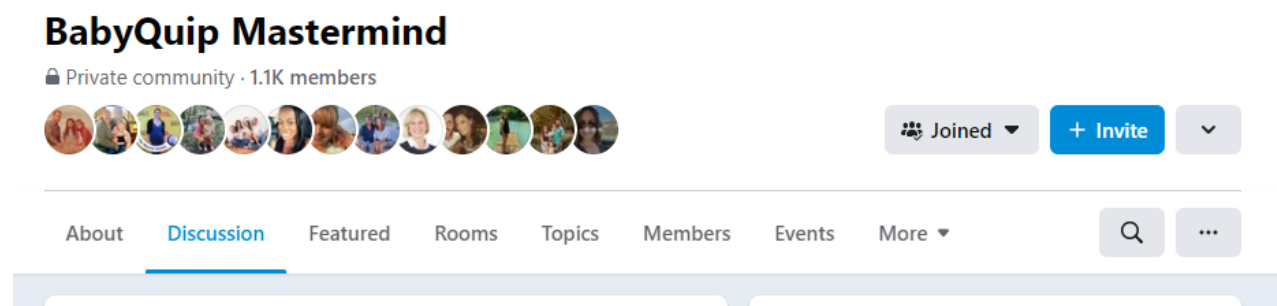 BabyQuip Mastermind
Private community · 1.1K members
Joined + Invite
About Discussion Featured Rooms Topics Members Events More